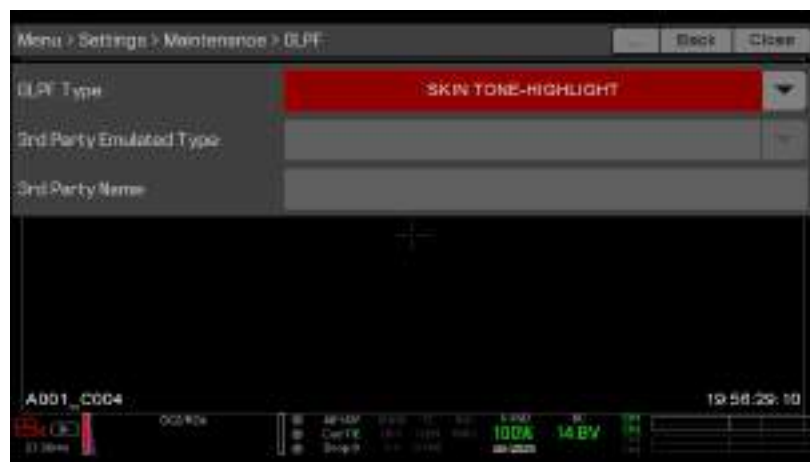 Menu > Settings > Maintenance > OLPF
Back
Close
OLPF Type
SKIN TONE-HIGHLIGHT
3rd Party Emulated Type
3rd Party Name
A001_C004
19:56:29:10
100%
14.8V